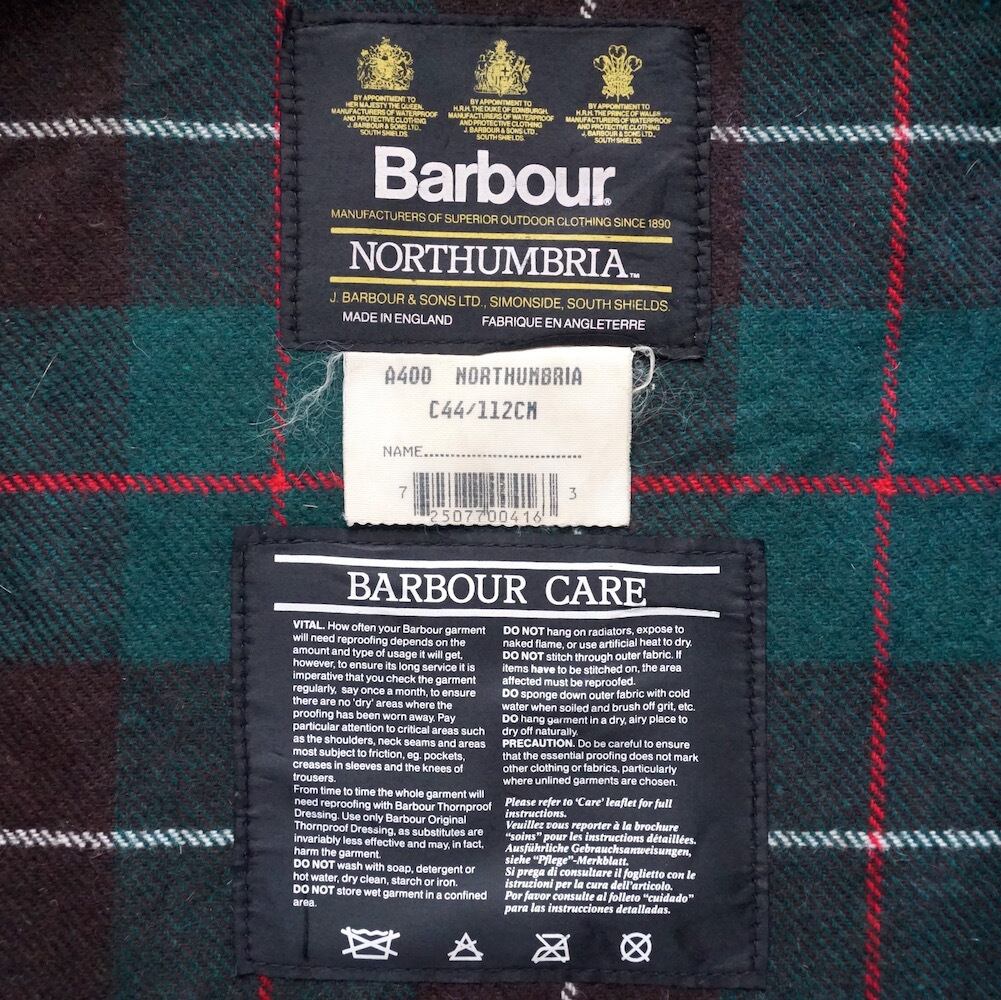 BY APPOINTMENT TO
HER MAJESTY THE QUEEN,
MANUFACTURERS OF WATERPROOF
AND PROTECTIVE CLOTHING
J. BARBOUR & SONS LTD.
SOUTH SHIELDS.
BY APPOINTMENT TO
H.R.H. THE DUKE OF EDINBURGH.
MANUFACTURERS OF WATERPROOF
AND PROTECTIVE CLOTHING
J. BARBOUR & SONS LTD.
SOUTH SHIELDS.
BY APPOINTMENT TO
H.R.H. THE PRINCE OF WALES
MANUFACTURERS OF WATERPROOF
AND PROTECTIVE CLOTHING
J. BARBOUR & SONS LTD.
SOUTH SHIELDS.
Barbour®
MANUFACTURERS OF SUPERIOR OUTDOOR CLOTHING SINCE 1890
NORTHUMBRIA™
J. BARBOUR & SONS LTD., SIMONSIDE, SOUTH SHIELDS.
MADE IN ENGLAND FABRIQUE EN ANGLETERRE
A400 NORTHUMBRIA
C44/112CM
NAME............................
7 2507700416 3
BARBOUR CARE
VITAL. How often your Barbour garment
will need reproofing depends on the
amount and type of usage it will get,
however, to ensure its long service it is
imperative that you check the garment
regularly, say once a month, to ensure
there are no 'dry' areas where the
proofing has been worn away. Pay
particular attention to critical areas such
as the shoulders, neck seams and areas
most subject to friction, eg. pockets,
creases in sleeves and the knees of
trousers.
From time to time the whole garment will
need reproofing with Barbour Thornproof
Dressing. Use only Barbour Original
Thornproof Dressing, as substitutes are
invariably less effective and may, in fact,
harm the garment.
DO NOT wash with soap, detergent or
hot water, dry clean, starch or iron.
DO NOT store wet garment in a confined
area.
DO NOT hang on radiators, expose to
naked flame, or use artificial heat to dry.
DO NOT stitch through outer fabric. If
items have to be stitched on, the area
affected must be reproofed.
DO sponge down outer fabric with cold
water when soiled and brush off grit, etc.
DO hang garment in a dry, airy place to
dry off naturally.
PRECAUTION. Do be careful to ensure
that the essential proofing does not mark
other clothing or fabrics, particularly
where unlined garments are chosen.
Please refer to 'Care' leaflet for full
instructions.
Veuillez vous reporter à la brochure
"soins" pour les instructions détaillées.
Ausführliche Gebrauchsanweisungen,
siehe "Pflege"-Merkblatt.
Si prega di consultare il foglietto con le
istruzioni per la cura dell'articolo.
Por favor consulte al folleto "cuidado"
para las instrucciones detalladas.